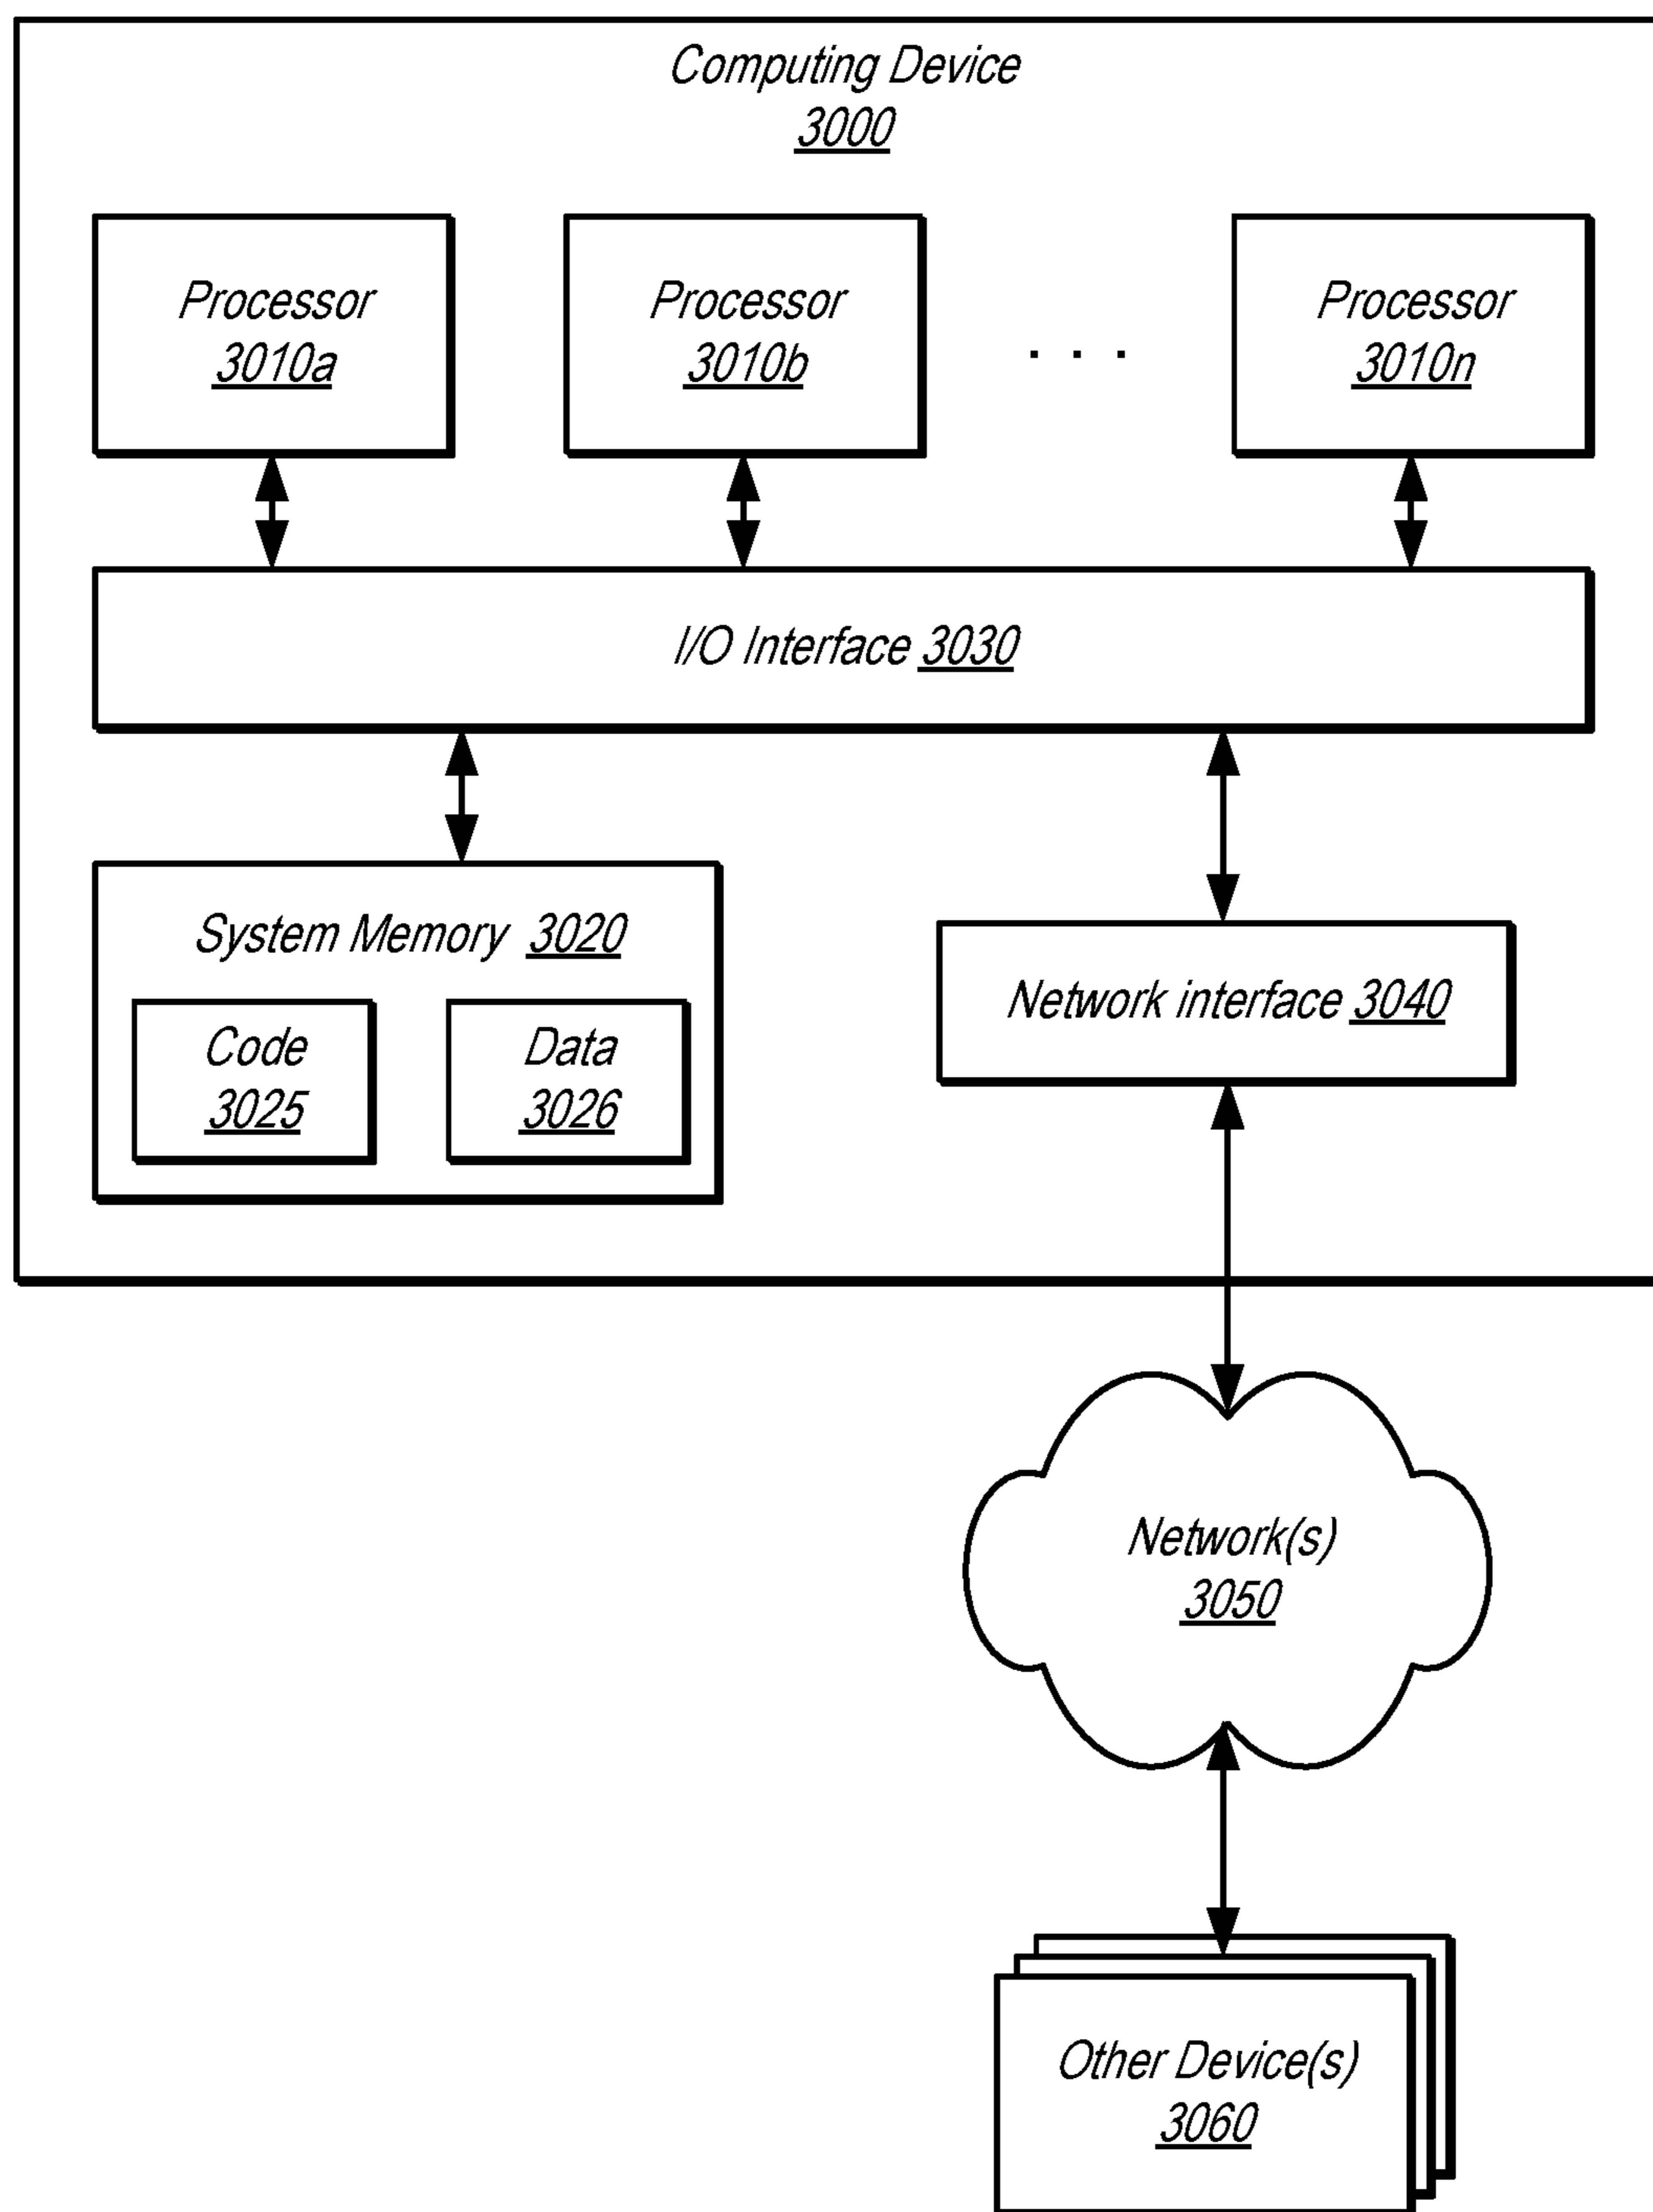 Computing Device
3000
Processor
3010a
Processor
3010b
. . .
Processor
3010n
I/O Interface 3030
System Memory 3020
Code
3025
Data
3026
Network interface 3040
Network(s)
3050
Other Device(s)
3060